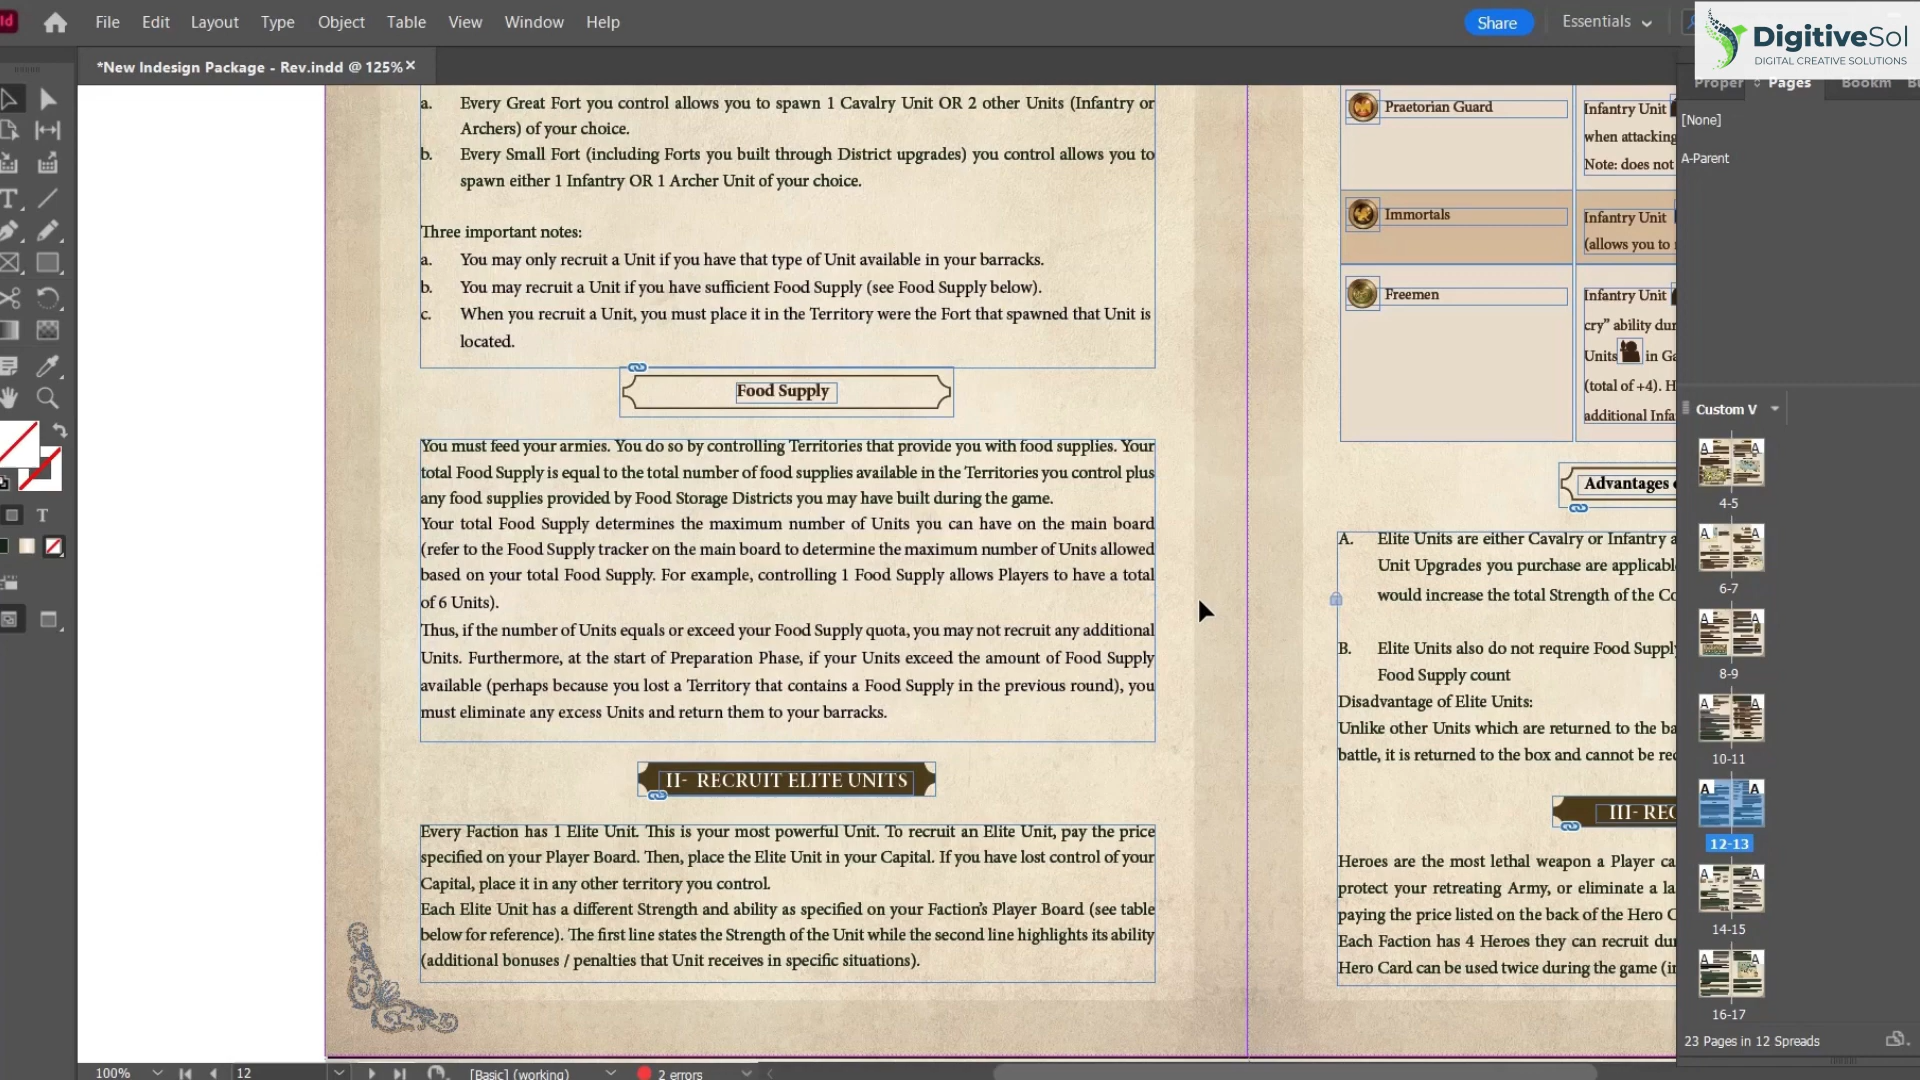 File Edit Layout Type Object Table View Window Help
Share Essentials
DigitiveSol
DIGITAL CREATIVE SOLUTIONS
*New Indesign Package - Rev.indd @ 125% ×
Proper Pages Bookm
[None]
A-Parent
a. Every Great Fort you control allows you to spawn 1 Cavalry Unit OR 2 other Units (Infantry or
Archers) of your choice.
b. Every Small Fort (including Forts you built through District upgrades) you control allows you to
spawn either 1 Infantry OR 1 Archer Unit of your choice.
Three important notes:
a. You may only recruit a Unit if you have that type of Unit available in your barracks.
b. You may recruit a Unit if you have sufficient Food Supply (see Food Supply below).
c. When you recruit a Unit, you must place it in the Territory were the Fort that spawned that Unit is
located.
Food Supply
You must feed your armies. You do so by controlling Territories that provide you with food supplies. Your
total Food Supply is equal to the total number of food supplies available in the Territories you control plus
any food supplies provided by Food Storage Districts you may have built during the game.
Your total Food Supply determines the maximum number of Units you can have on the main board
(refer to the Food Supply tracker on the main board to determine the maximum number of Units allowed
based on your total Food Supply. For example, controlling 1 Food Supply allows Players to have a total
of 6 Units).
Thus, if the number of Units equals or exceed your Food Supply quota, you may not recruit any additional
Units. Furthermore, at the start of Preparation Phase, if your Units exceed the amount of Food Supply
available (perhaps because you lost a Territory that contains a Food Supply in the previous round), you
must eliminate any excess Units and return them to your barracks.
II- RECRUIT ELITE UNITS
Every Faction has 1 Elite Unit. This is your most powerful Unit. To recruit an Elite Unit, pay the price
specified on your Player Board. Then, place the Elite Unit in your Capital. If you have lost control of your
Capital, place it in any other territory you control.
Each Elite Unit has a different Strength and ability as specified on your Faction's Player Board (see table
below for reference). The first line states the Strength of the Unit while the second line highlights its ability
(additional bonuses / penalties that Unit receives in specific situations).
Praetorian Guard
Infantry Unit
when attacking
Note: does not
Immortals
Infantry Unit
(allows you to
Freemen
Infantry Unit
cry" ability dur
Units in Ga
(total of +4). H
additional Infa
Advantages
A. Elite Units are either Cavalry or Infantry a
Unit Upgrades you purchase are applicabl
would increase the total Strength of the Co
B. Elite Units also do not require Food Supply
Food Supply count
Disadvantage of Elite Units:
Unlike other Units which are returned to the ba
battle, it is returned to the box and cannot be rec
III- REC
Heroes are the most lethal weapon a Player ca
protect your retreating Army, or eliminate a la
paying the price listed on the back of the Hero C
Each Faction has 4 Heroes they can recruit dur
Hero Card can be used twice during the game (in
Custom V
A A
4-5
A
6-7
A A
8-9
A A
10-11
A A
12-13
A A
14-15
A A
16-17
23 Pages in 12 Spreads
100% 12 [Basic] (working) 2 errors